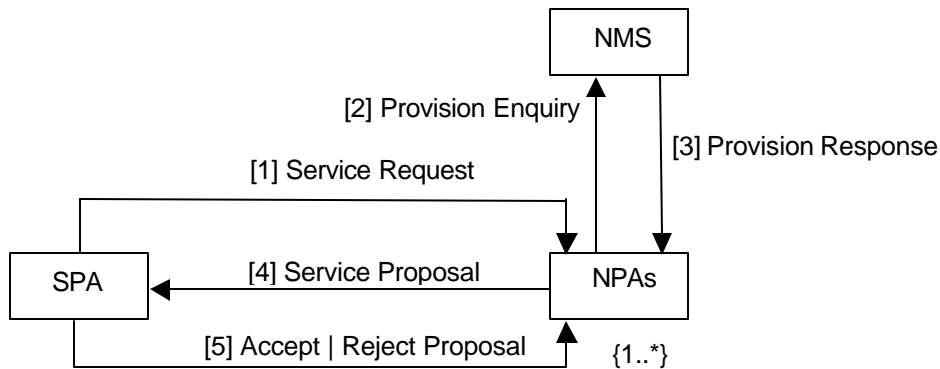 NMS
[2] Provision Enquiry
[3] Provision Response
[1] Service Request
SPA
[4] Service Proposal
NPAs
[5] Accept | Reject Proposal
{1..*}